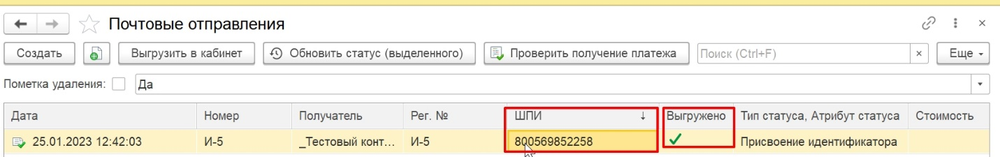 Почтовые отправления
Создать Выгрузить в кабинет Обновить статус (выделенного) Проверить получение платежа Поиск (Ctrl+F) × Еще
Пометка удаления: Да
Дата Номер Получатель Рег. № ШПИ ↓ Выгружено Тип статуса, Атрибут статуса Стоимость
25.01.2023 12:42:03 И-5 _Тестовый конт... И-5 800569852258 Присвоение идентификатора